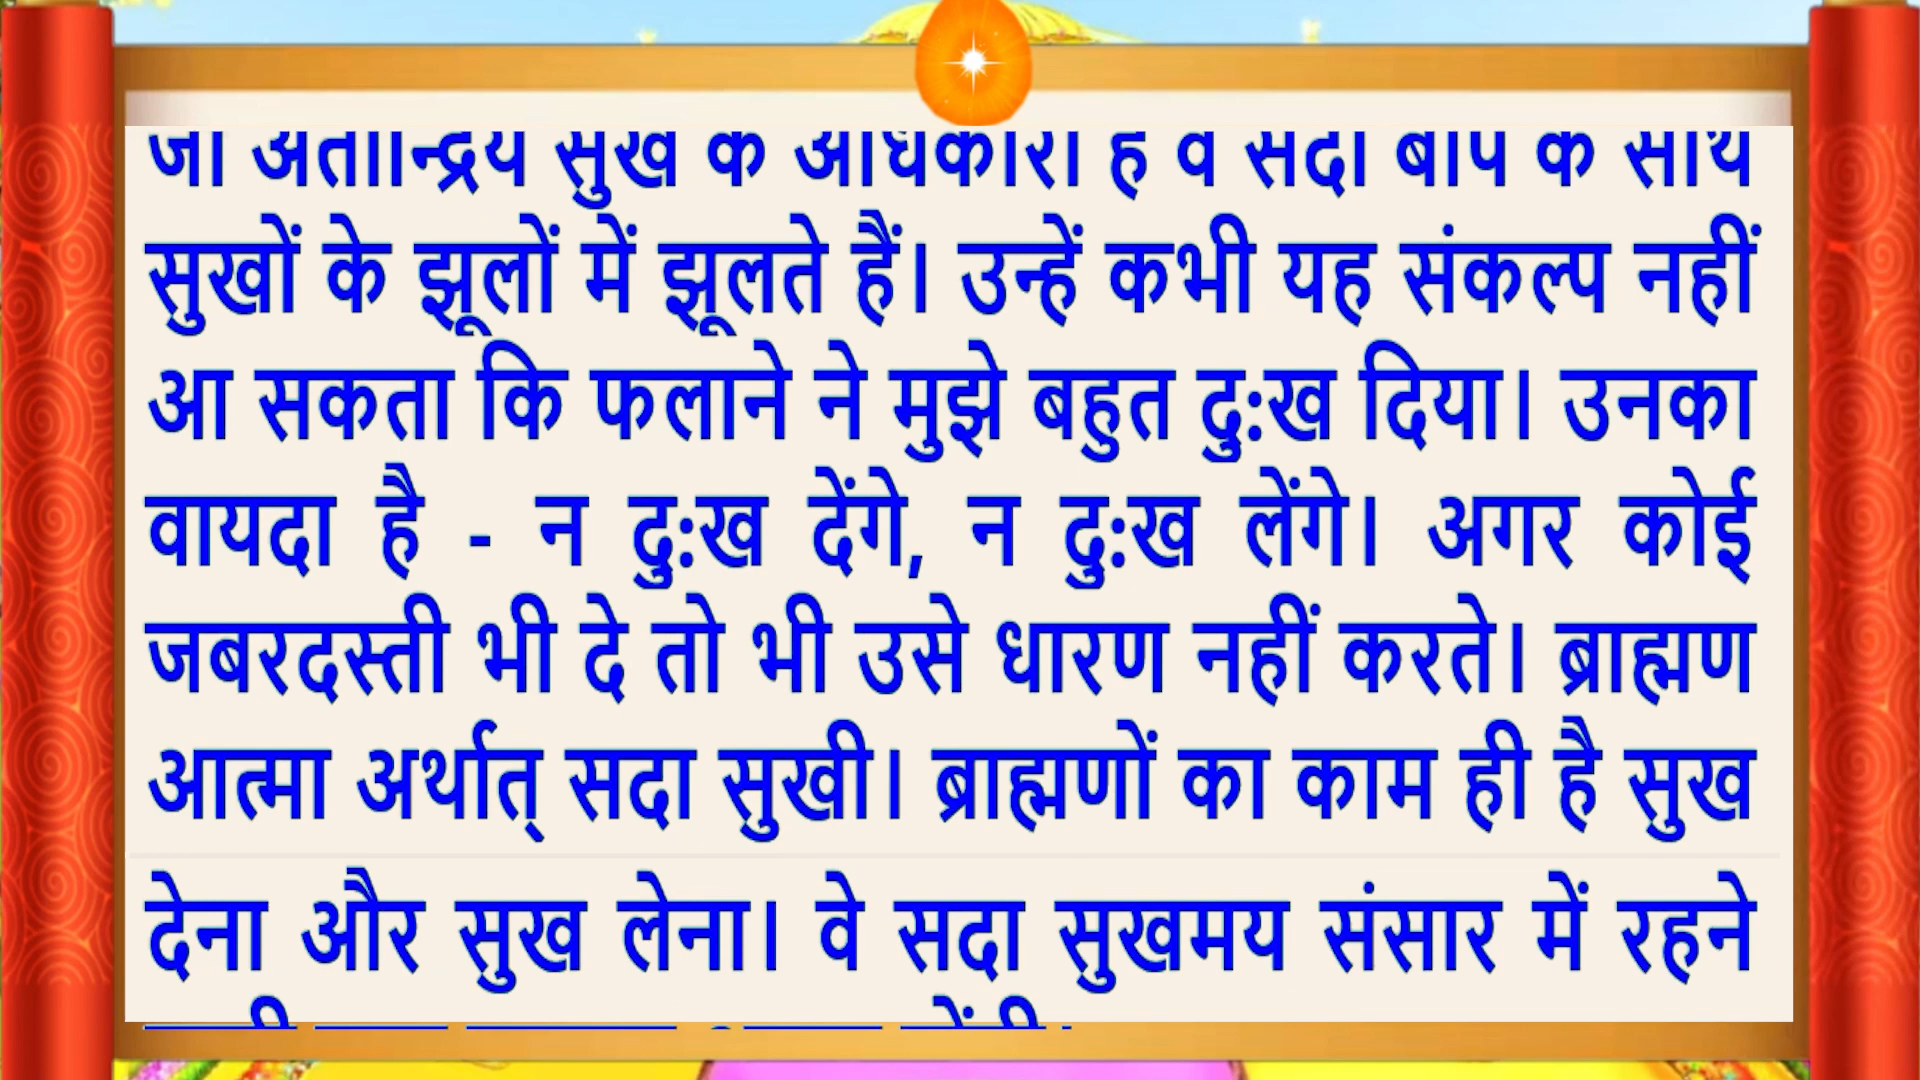 जो अतीन्द्रिय सुख के अधिकारी हैं वे सदा बाप के साथ
सुखों के झूलों में झूलते हैं। उन्हें कभी यह संकल्प नहीं
आ सकता कि फलाने ने मुझे बहुत दु:ख दिया। उनका
वायदा है - न दु:ख देंगे, न दु:ख लेंगे। अगर कोई
जबरदस्ती भी दे तो भी उसे धारण नहीं करते। ब्राह्मण
आत्मा अर्थात् सदा सुखी। ब्राह्मणों का काम ही है सुख
देना और सुख लेना। वे सदा सुखमय संसार में रहने